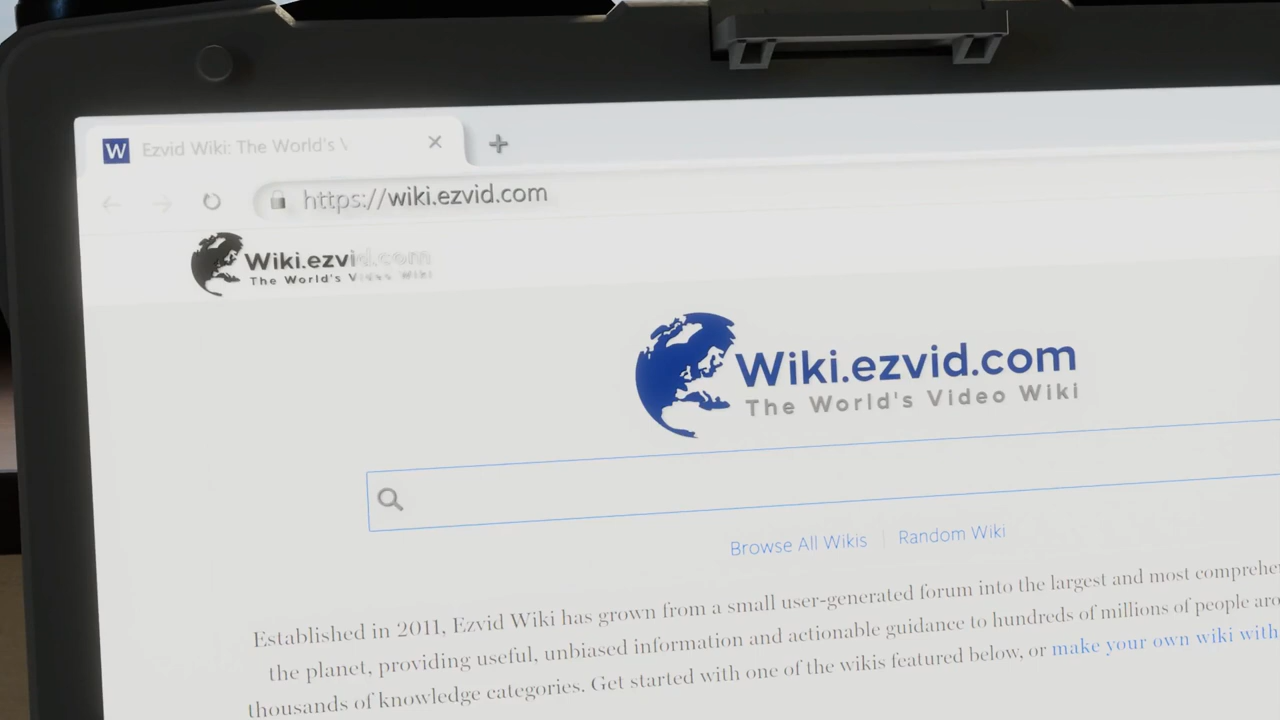 W Ezvid Wiki: The World's
https://wiki.ezvid.com
Wiki.ezvid.com
The World's Video Wiki
Wiki.ezvid.com
The World's Video Wiki
Browse All Wikis | Random Wiki
Established in 2011, Ezvid Wiki has grown from a small user-generated forum into the largest and most comprehe
the planet, providing useful, unbiased information and actionable guidance to hundreds of millions of people aro
thousands of knowledge categories. Get started with one of the wikis featured below, or make your own wiki with